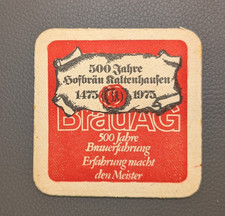 500 Jahre
Hofbräu Kaltenhausen
1475 1975
BrauAG
500 Jahre
Brauerfahrung
Erfahrung macht
den Meister